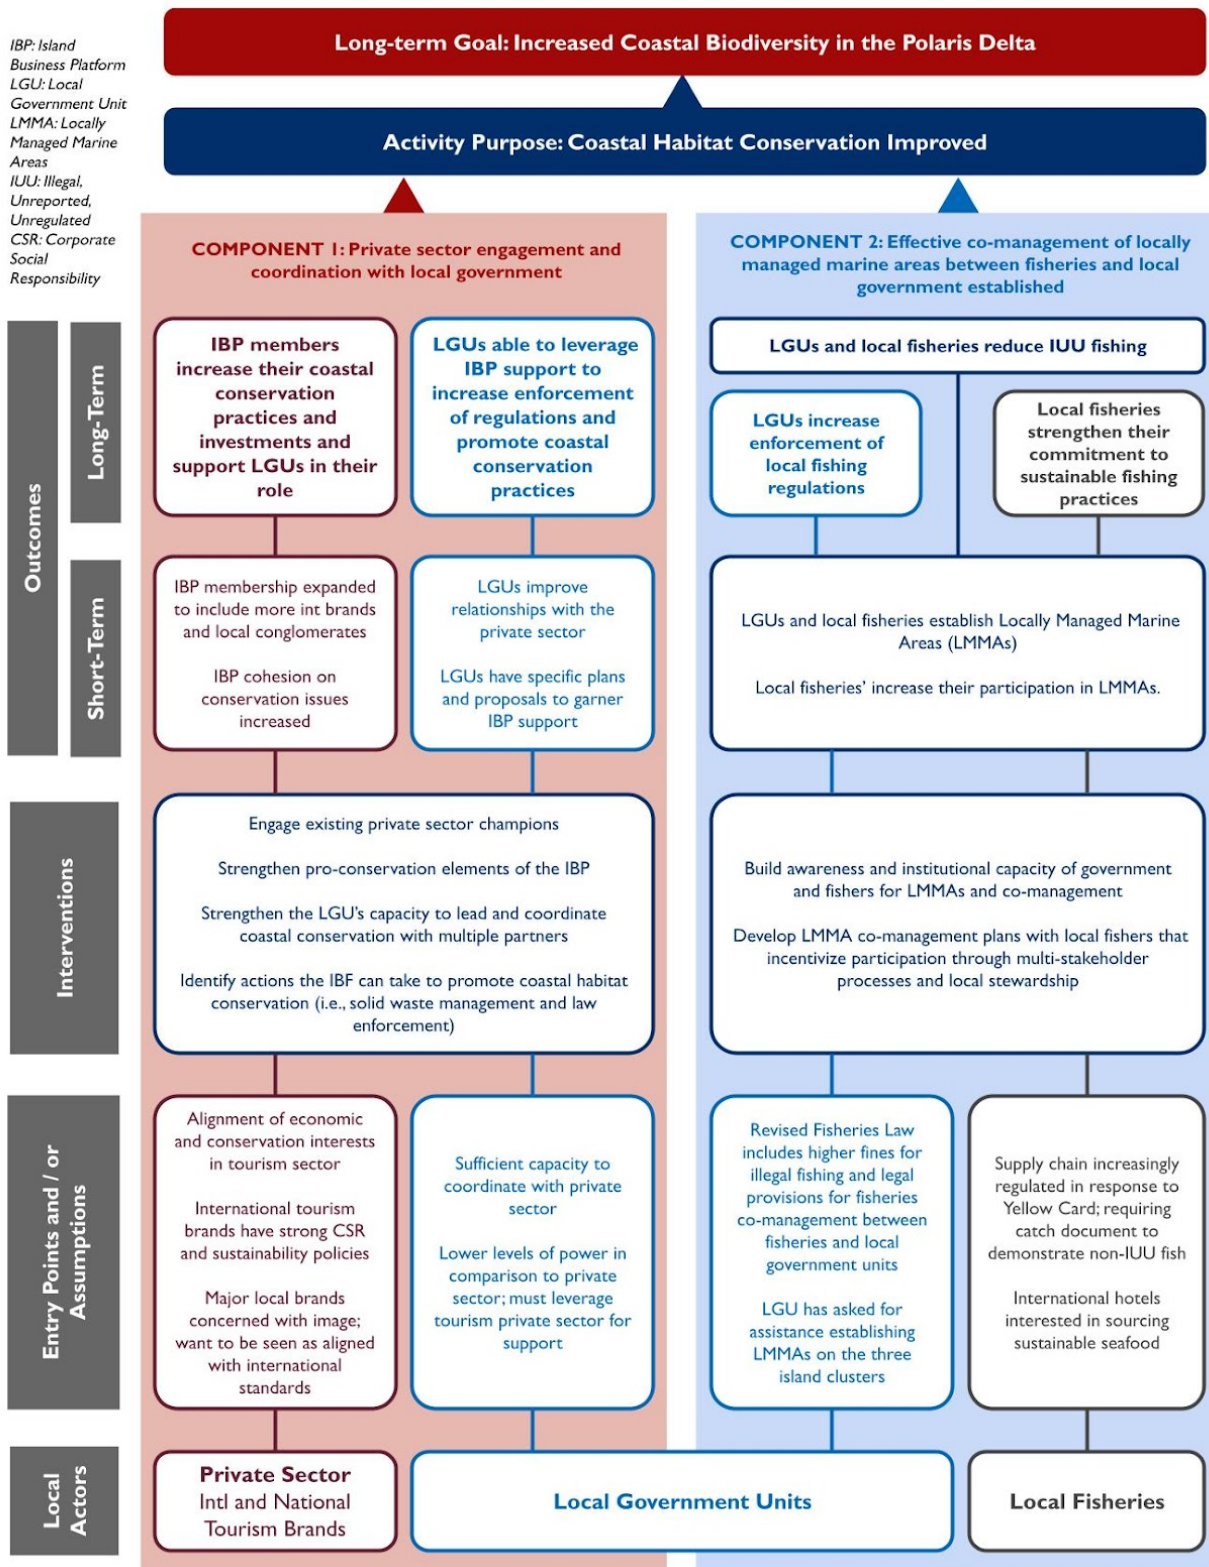 IBP: Island
Business Platform
LGU: Local
Government Unit
LMMA: Locally
Managed Marine
Areas
IUU: Illegal,
Unreported,
Unregulated
CSR: Corporate
Social
Responsibility
Long-term Goal: Increased Coastal Biodiversity in the Polaris Delta
Activity Purpose: Coastal Habitat Conservation Improved
COMPONENT 1: Private sector engagement and
coordination with local government
COMPONENT 2: Effective co-management of locally
managed marine areas between fisheries and local
government established
Outcomes
Long-Term
IBP members
increase their coastal
conservation
practices and
investments and
support LGUs in their
role
LGUs able to leverage
IBP support to
increase enforcement
of regulations and
promote coastal
conservation
practices
LGUs and local fisheries reduce IUU fishing
LGUs increase
enforcement of
local fishing
regulations
Local fisheries
strengthen their
commitment to
sustainable fishing
practices
Short-Term
IBP membership expanded
to include more int brands
and local conglomerates
IBP cohesion on
conservation issues
increased
LGUs improve
relationships with the
private sector
LGUs have specific plans
and proposals to garner
IBP support
LGUs and local fisheries establish Locally Managed Marine
Areas (LMMAs)
Local fisheries' increase their participation in LMMAs.
Interventions
Engage existing private sector champions
Strengthen pro-conservation elements of the IBP
Strengthen the LGU's capacity to lead and coordinate
coastal conservation with multiple partners
Identify actions the IBF can take to promote coastal habitat
conservation (i.e., solid waste management and law
enforcement)
Build awareness and institutional capacity of government
and fishers for LMMAs and co-management
Develop LMMA co-management plans with local fishers that
incentivize participation through multi-stakeholder
processes and local stewardship
Entry Points and / or
Assumptions
Alignment of economic
and conservation interests
in tourism sector
International tourism
brands have strong CSR
and sustainability policies
Major local brands
concerned with image;
want to be seen as aligned
with international
standards
Sufficient capacity to
coordinate with private
sector
Lower levels of power in
comparison to private
sector; must leverage
tourism private sector for
support
Revised Fisheries Law
includes higher fines for
illegal fishing and legal
provisions for fisheries
co-management between
fisheries and local
government units
LGU has asked for
assistance establishing
LMMAs on the three
island clusters
Supply chain increasingly
regulated in response to
Yellow Card; requiring
catch document to
demonstrate non-IUU fish
International hotels
interested in sourcing
sustainable seafood
Local
Actors
Private Sector
Intl and National
Tourism Brands
Local Government Units
Local Fisheries